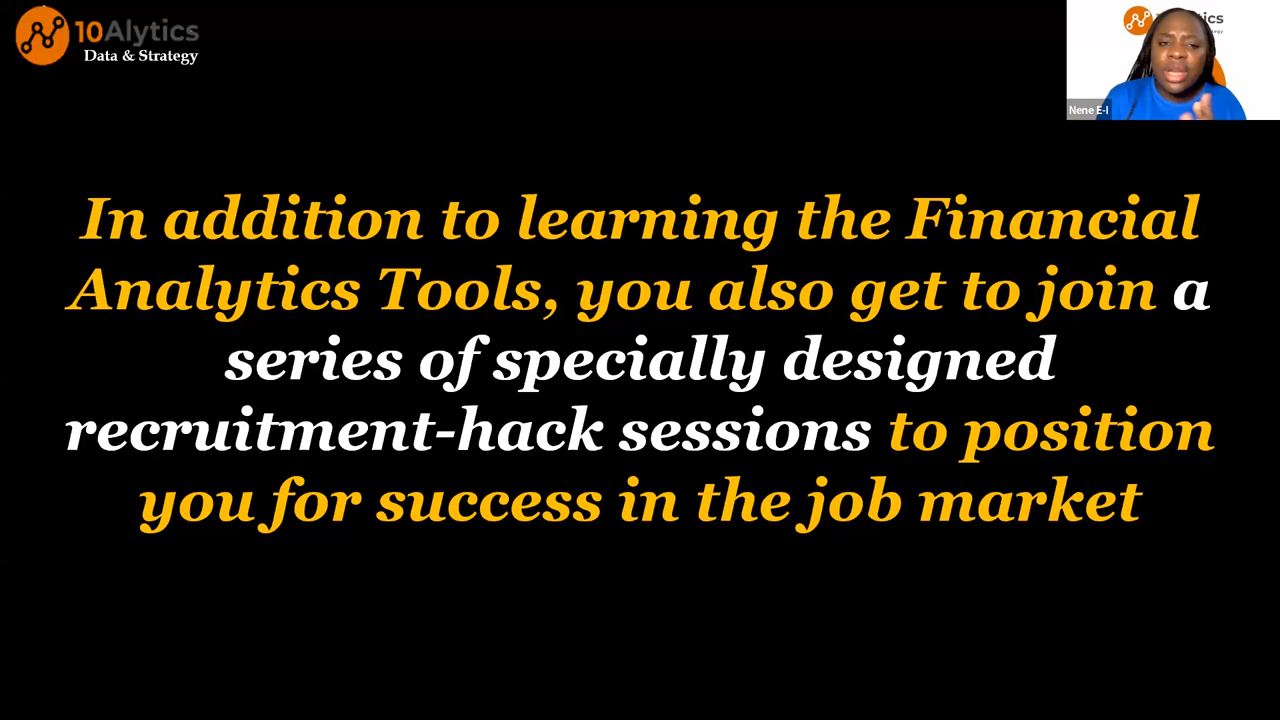 10Alytics
Data & Strategy
Nene E-I
In addition to learning the Financial
Analytics Tools, you also get to join a
series of specially designed
recruitment-hack sessions to position
you for success in the job market